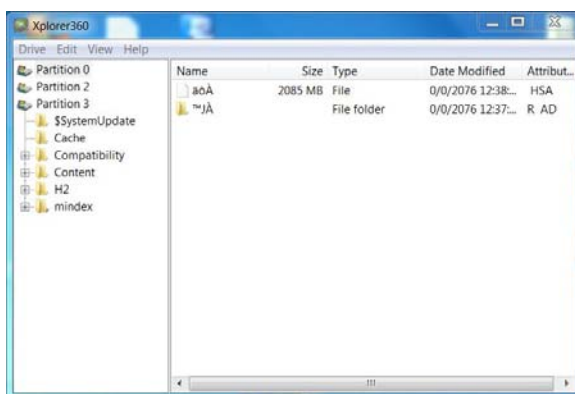 Xplorer360
Drive Edit View Help
Partition 0
Partition 2
Partition 3
$SystemUpdate
Cache
Compatibility
Content
H2
mindex
Name Size Type Date Modified Attribut...
äöÀ 2085 MB File 0/0/2076 12:38:... HSA
™JÀ File folder 0/0/2076 12:37:... R AD